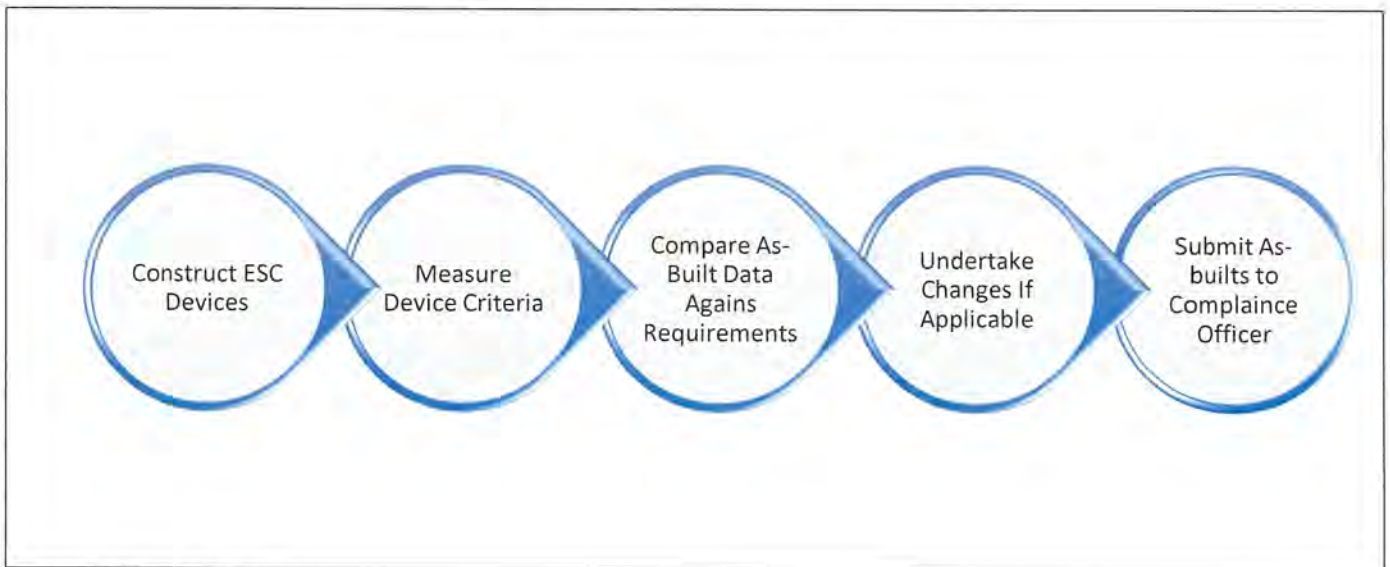 Construct ESC
Devices
Measure
Device Criteria
Compare As-
Built Data
Agains
Requirements
Undertake
Changes If
Applicable
Submit As-
builts to
Complaince
Officer